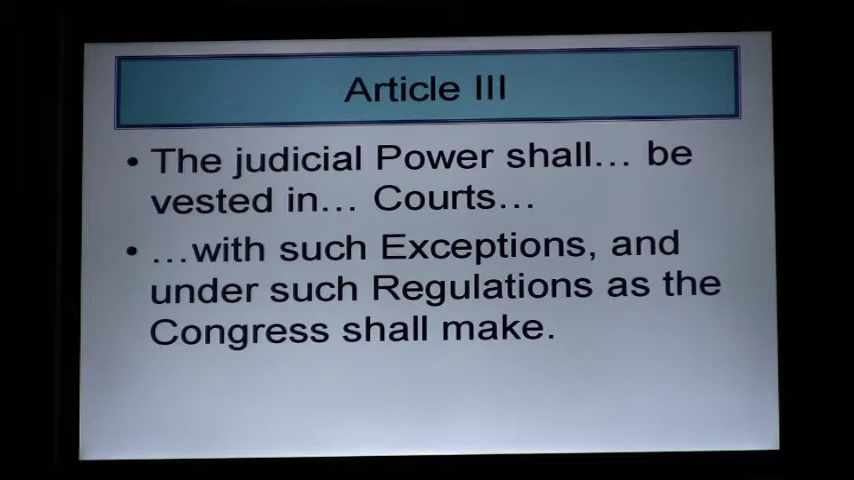 Article III
• The judicial Power shall… be
vested in… Courts…
• …with such Exceptions, and
under such Regulations as the
Congress shall make.